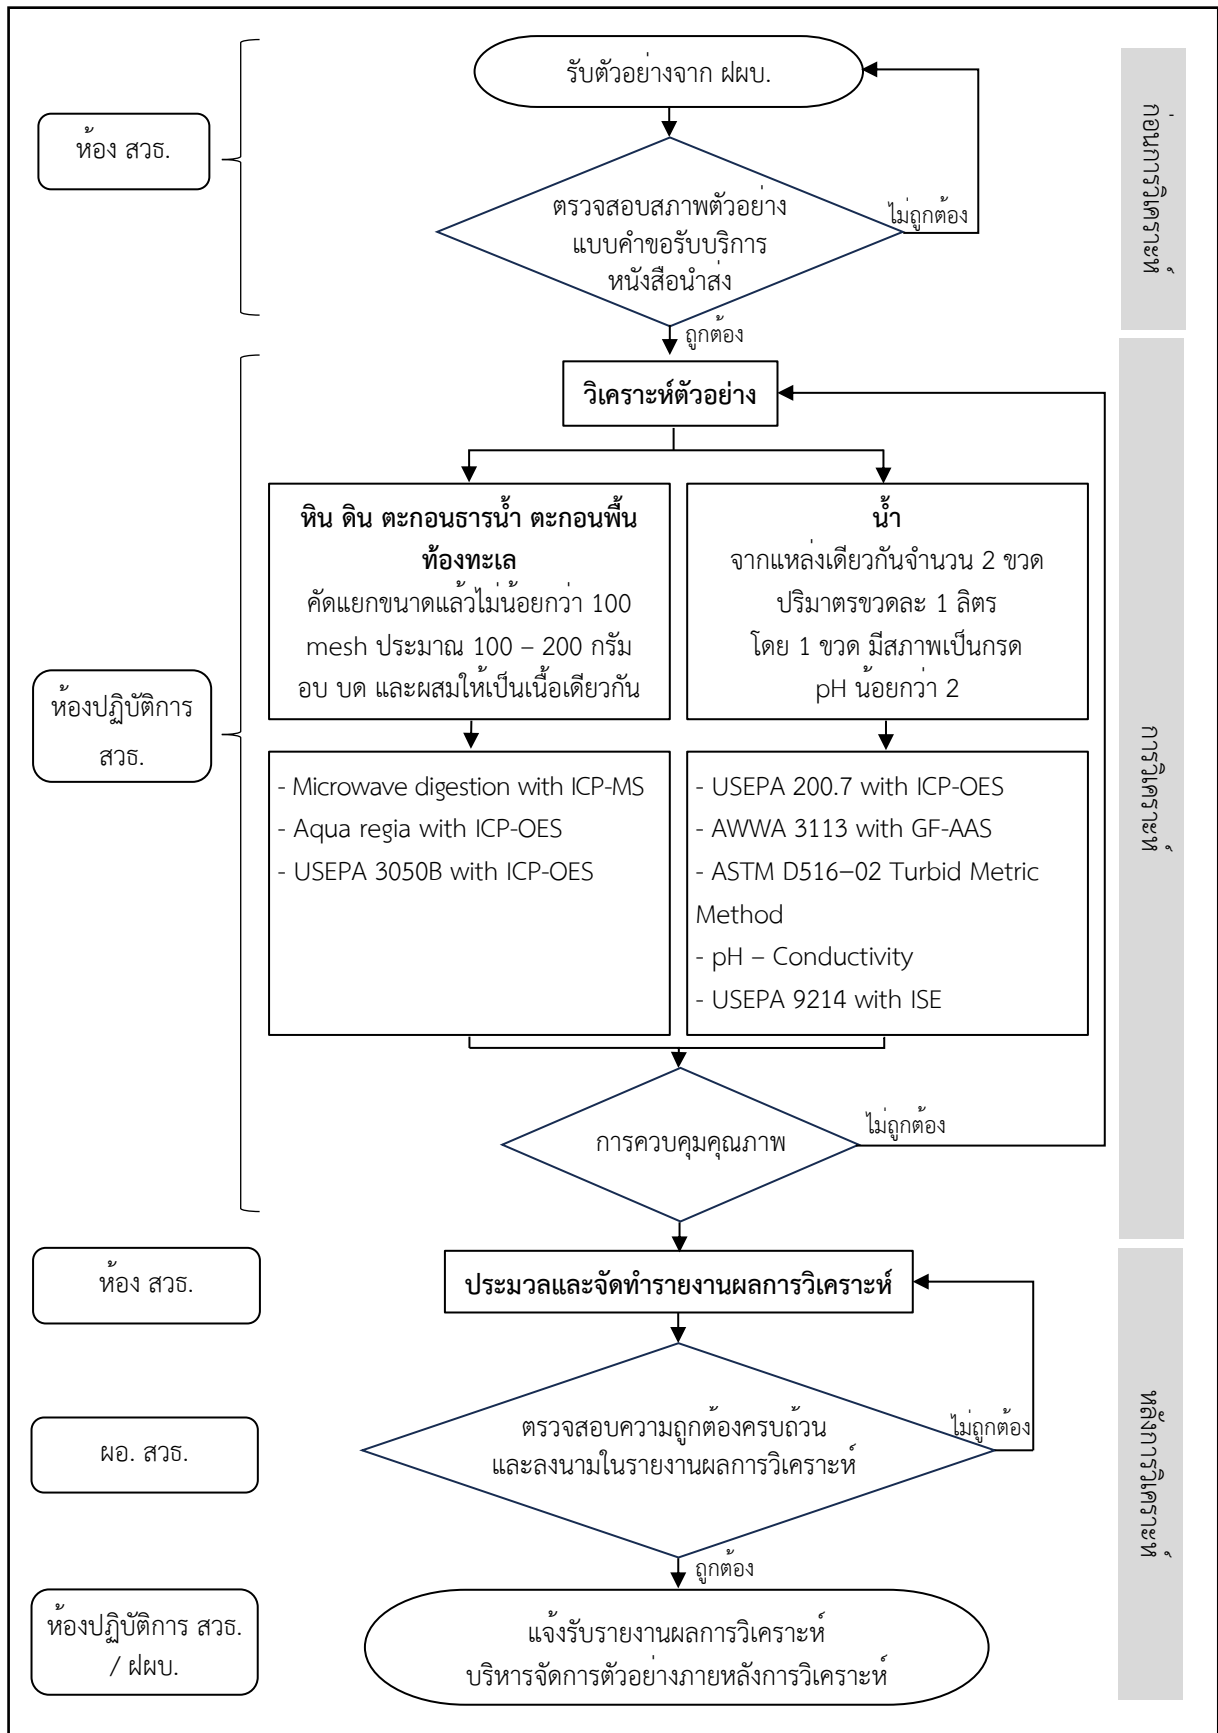 รับตัวอย่างจาก ฝผบ.
ห้อง สวธ.
ก่อนการวิเคราะห์
ตรวจสอบสภาพตัวอย่าง
แบบคำขอรับบริการ
หนังสือนำส่ง
ไม่ถูกต้อง
ถูกต้อง
วิเคราะห์ตัวอย่าง
หิน ดิน ตะกอนธารน้ำ ตะกอนพื้น
ท้องทะเล
คัดแยกขนาดแล้วไม่น้อยกว่า 100
mesh ประมาณ 100 – 200 กรัม
อบ บด และผสมให้เป็นเนื้อเดียวกัน
น้ำ
จากแหล่งเดียวกันจำนวน 2 ขวด
ปริมาตรขวดละ 1 ลิตร
โดย 1 ขวด มีสภาพเป็นกรด
pH น้อยกว่า 2
ห้องปฏิบัติการ
สวธ.
การวิเคราะห์
- Microwave digestion with ICP-MS
- Aqua regia with ICP-OES
- USEPA 3050B with ICP-OES
- USEPA 200.7 with ICP-OES
- AWWA 3113 with GF-AAS
- ASTM D516–02 Turbid Metric
Method
- pH – Conductivity
- USEPA 9214 with ISE
การควบคุมคุณภาพ
ไม่ถูกต้อง
ห้อง สวธ.
ประมวลและจัดทำรายงานผลการวิเคราะห์
หลังการวิเคราะห์
ผอ. สวธ.
ตรวจสอบความถูกต้องครบถ้วน
และลงนามในรายงานผลการวิเคราะห์
ไม่ถูกต้อง
ถูกต้อง
ห้องปฏิบัติการ สวธ.
/ ฝผบ.
แจ้งรับรายงานผลการวิเคราะห์
บริหารจัดการตัวอย่างภายหลังการวิเคราะห์